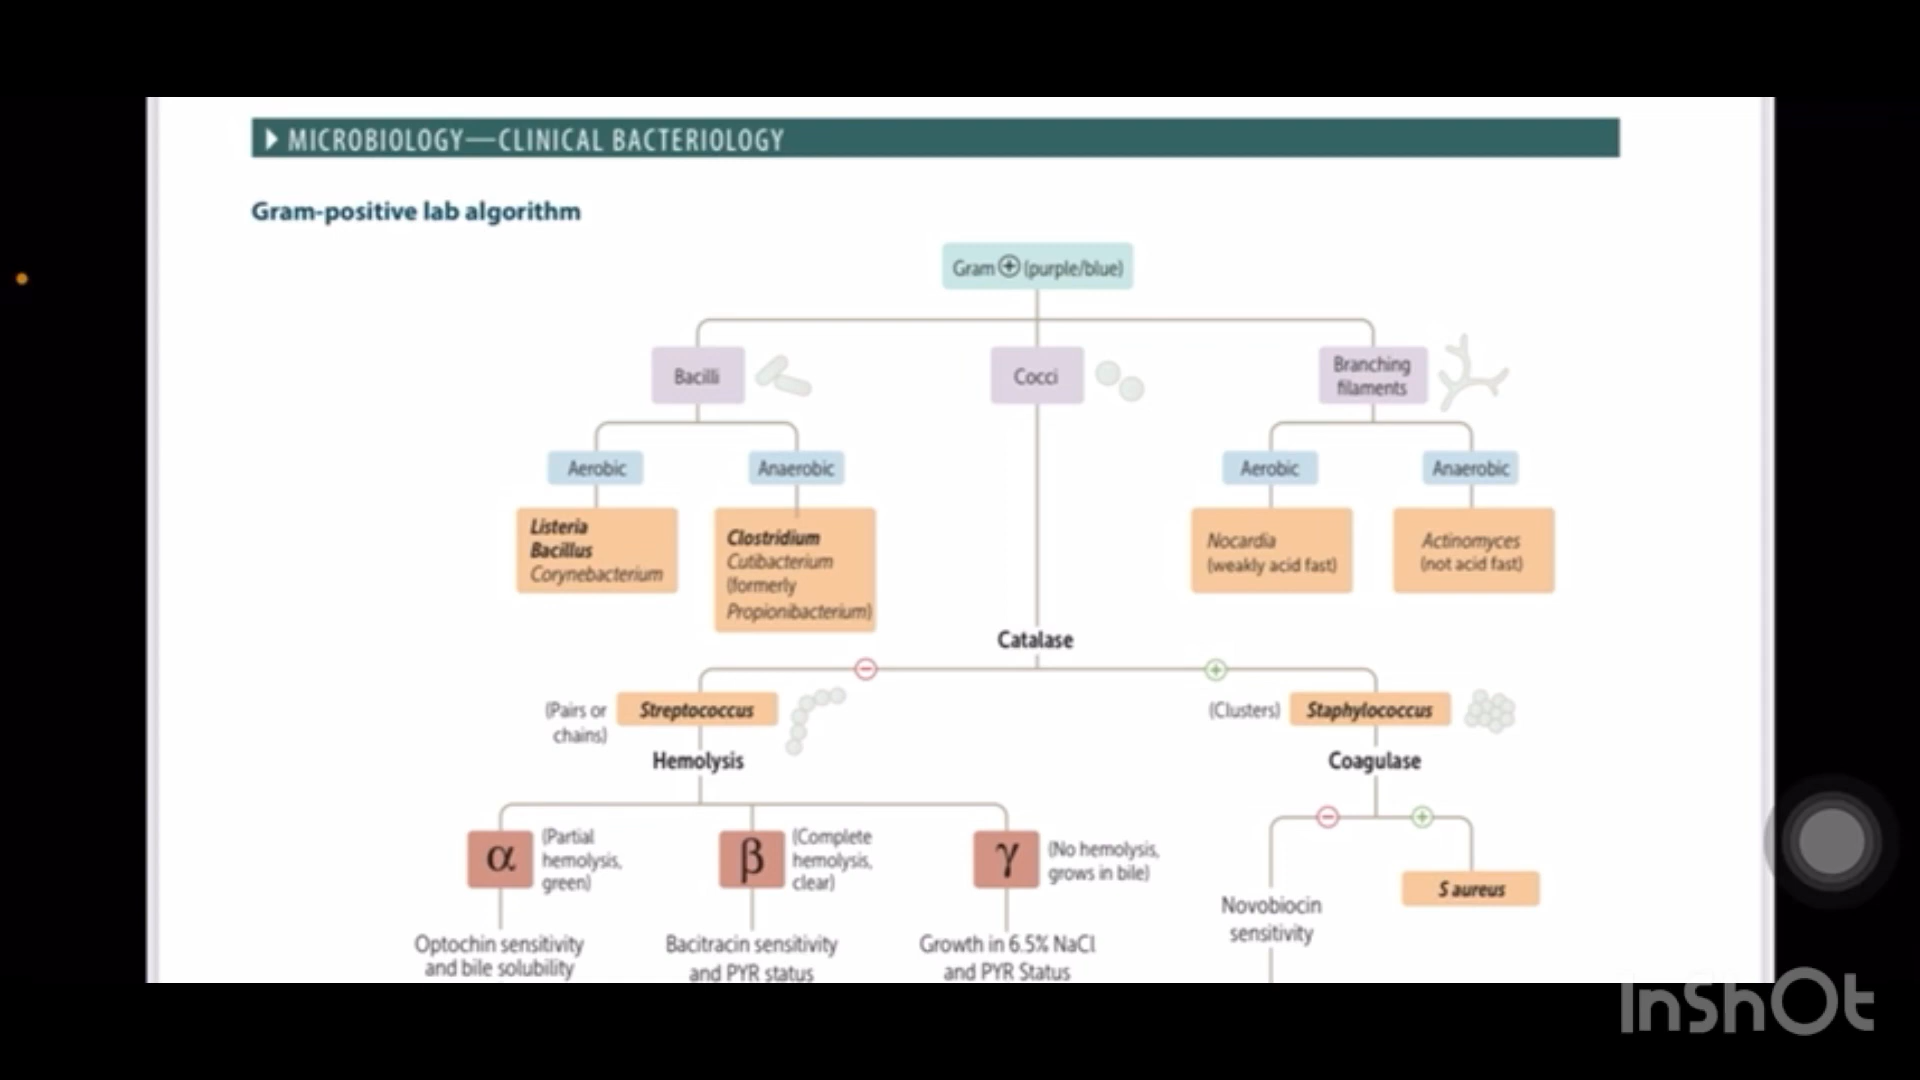 MICROBIOLOGY—CLINICAL BACTERIOLOGY
Gram-positive lab algorithm
Gram ⊕ (purple/blue)
Bacilli
Cocci
Branching
filaments
Aerobic
Anaerobic
Aerobic
Anaerobic
Listeria
Bacillus
Corynebacterium
Clostridium
Cutibacterium
(formerly
Propionibacterium)
Nocardia
(weakly acid fast)
Actinomyces
(not acid fast)
Catalase
(Pairs or
chains)
Streptococcus
(Clusters)
Staphylococcus
Hemolysis
Coagulase
α
(Partial
hemolysis,
green)
β
(Complete
hemolysis,
clear)
γ
(No hemolysis,
grows in bile)
S aureus
Novobiocin
sensitivity
Optochin sensitivity
and bile solubility
Bacitracin sensitivity
and PYR status
Growth in 6.5% NaCl
and PYR Status
InShOt